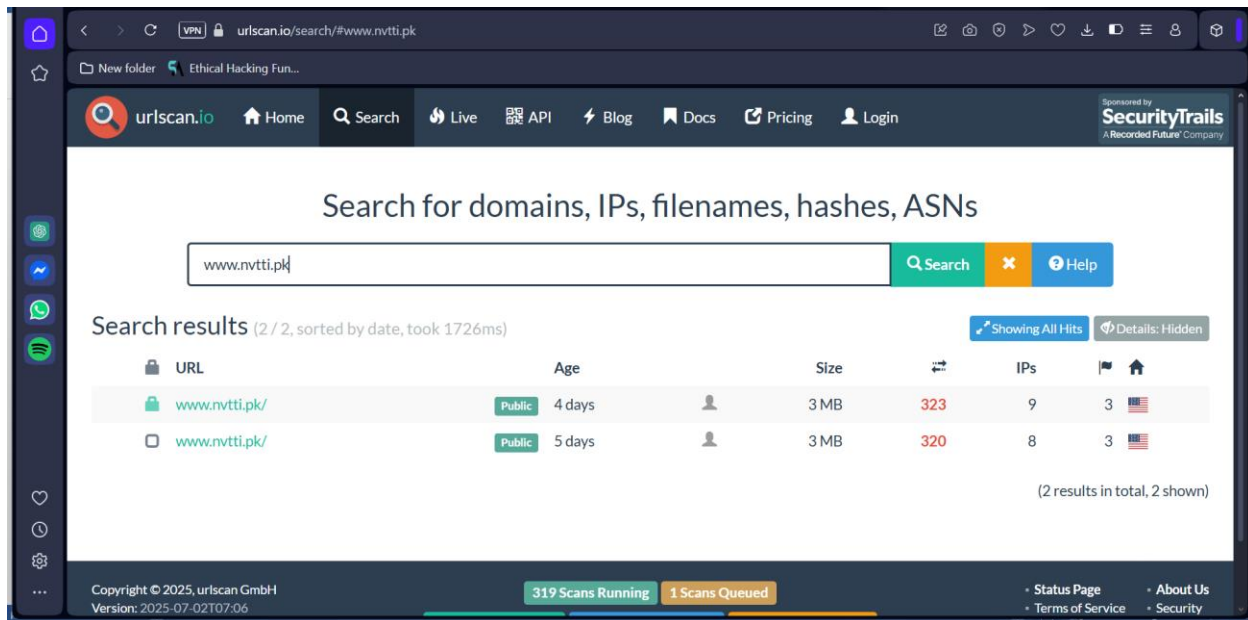 VPN urlscan.io/search/#www.nvtti.pk
New folder Ethical Hacking Fun...
urlscan.io Home Search Live API Blog Docs Pricing Login
Sponsored by
SecurityTrails
A Recorded Future® Company
Search for domains, IPs, filenames, hashes, ASNs
www.nvtti.pk Search Help
Search results (2 / 2, sorted by date, took 1726ms) Showing All Hits Details: Hidden
URL Age Size IPs
www.nvtti.pk/ Public 4 days 3 MB 323 9 3
www.nvtti.pk/ Public 5 days 3 MB 320 8 3
(2 results in total, 2 shown)
Copyright © 2025, urlscan GmbH 319 Scans Running 1 Scans Queued Status Page About Us
Version: 2025-07-02T07:06 Terms of Service Security